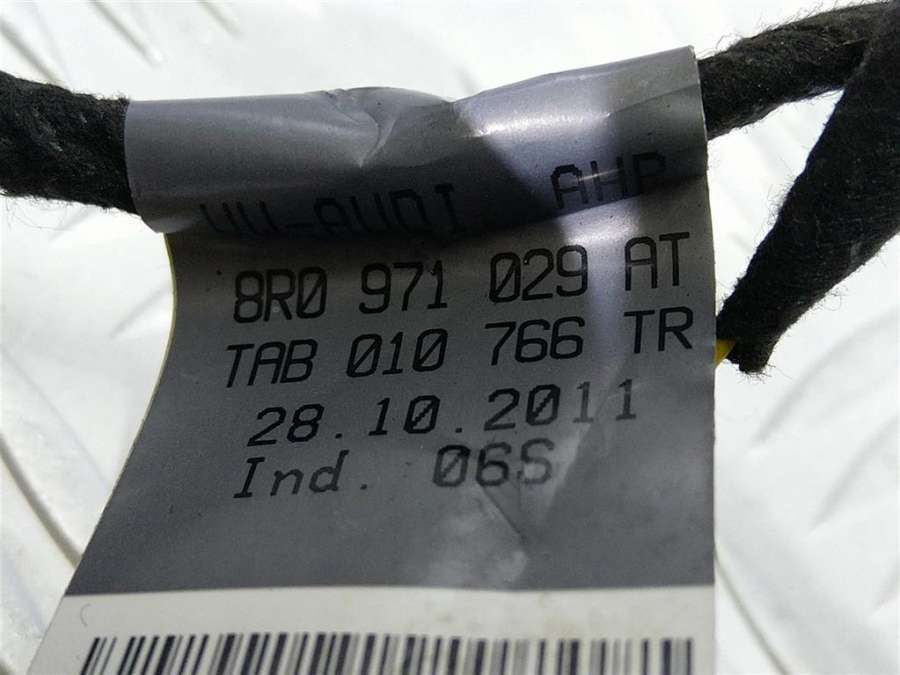 VW-AUDI AHP
8R0 971 029 AT
TAB 010 766 TR
28.10.2011
Ind. 06S